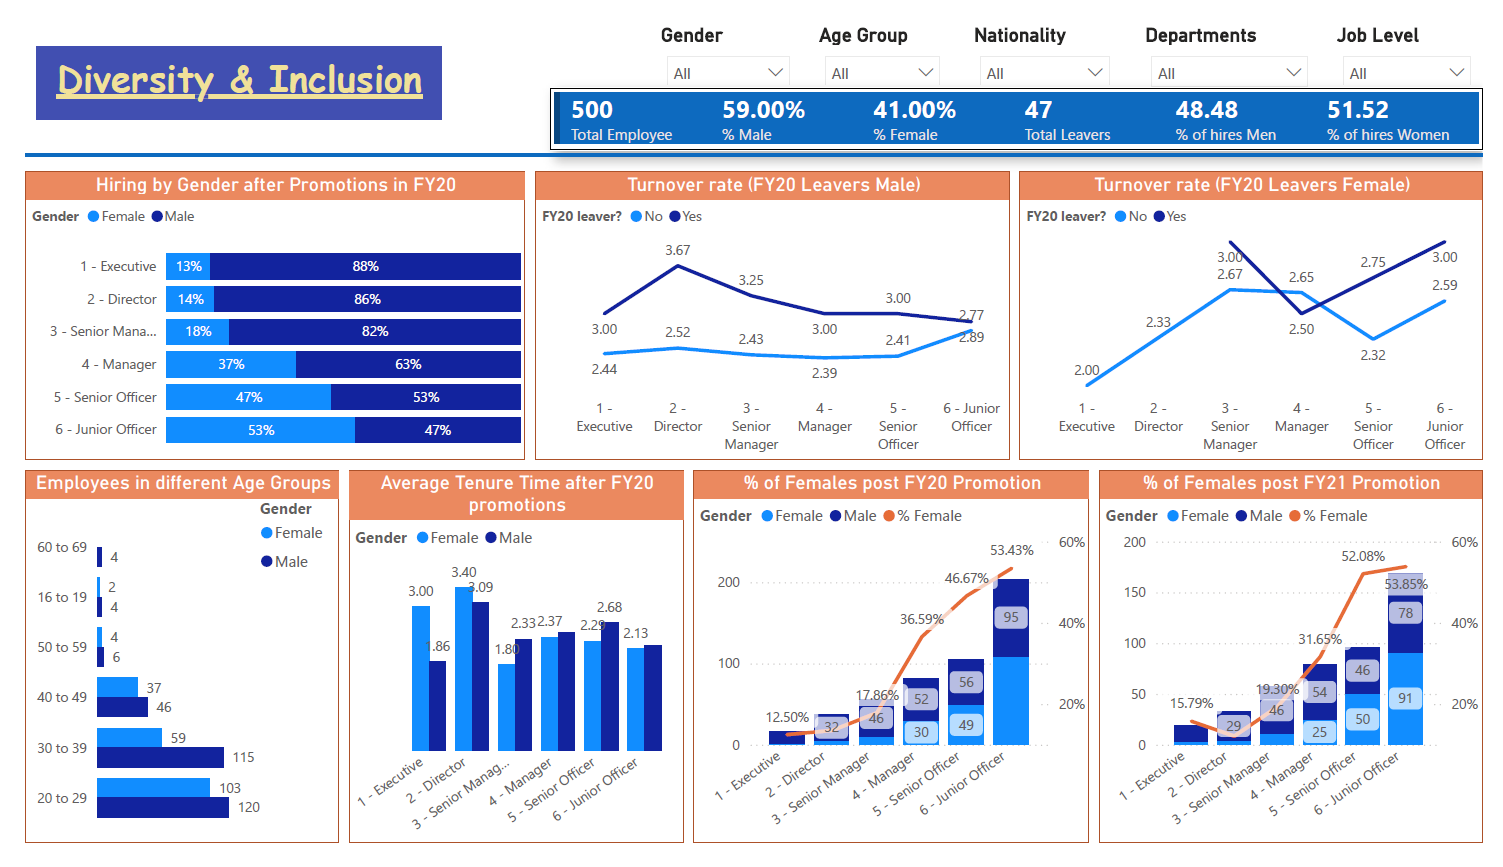 Diversity & Inclusion
Gender Age Group Nationality Departments Job Level
All All All All All
500 59.00% 41.00% 47 48.48 51.52
Total Employee % Male % Female Total Leavers % of hires Men % of hires Women
Hiring by Gender after Promotions in FY20
Gender Female Male
1 - Executive 13% 88%
2 - Director 14% 86%
3 - Senior Mana... 18% 82%
4 - Manager 37% 63%
5 - Senior Officer 47% 53%
6 - Junior Officer 53% 47%
Turnover rate (FY20 Leavers Male)
FY20 leaver? No Yes
3.67
3.25
3.00 2.77
3.00 3.00
2.52 2.43 2.41 2.89
2.44 2.39
1 - 2 - 3 - 4 - 5 - 6 - Junior
Executive Director Senior Manager Senior Officer
Manager Officer
Turnover rate (FY20 Leavers Female)
FY20 leaver? No Yes
3.00 2.75 3.00
2.67 2.65 2.59
2.33 2.50
2.00 2.32
1 - 2 - 3 - 4 - 5 - 6 -
Executive Director Senior Manager Senior Junior
Manager Officer Officer
Employees in different Age Groups
Gender
Female
Male
60 to 69 4
2
16 to 19 4
4
50 to 59 6
37
40 to 49 46
59
30 to 39 115
103
20 to 29 120
Average Tenure Time after FY20
promotions
Gender Female Male
3.40
3.00 3.09
2.33 2.37 2.68
1.86 1.80 2.29 2.13
1 - Executive
2 - Director
3 - Senior Manag...
4 - Manager
5 - Senior Officer
6 - Junior Officer
% of Females post FY20 Promotion
Gender Female Male % Female
60%
53.43%
200 46.67%
36.59% 95 40%
100 17.86% 56
12.50% 52 20%
32 46 30 49
0
1 - Executive
2 - Director
3 - Senior Manager
4 - Manager
5 - Senior Officer
6 - Junior Officer
% of Females post FY21 Promotion
Gender Female Male % Female
200 60%
52.08%
150 53.85%
31.65% 78 40%
100
15.79% 19.30% 54 46
50 46 91 20%
29 25 50
0
1 - Executive
2 - Director
3 - Senior Manager
4 - Manager
5 - Senior Officer
6 - Junior Officer